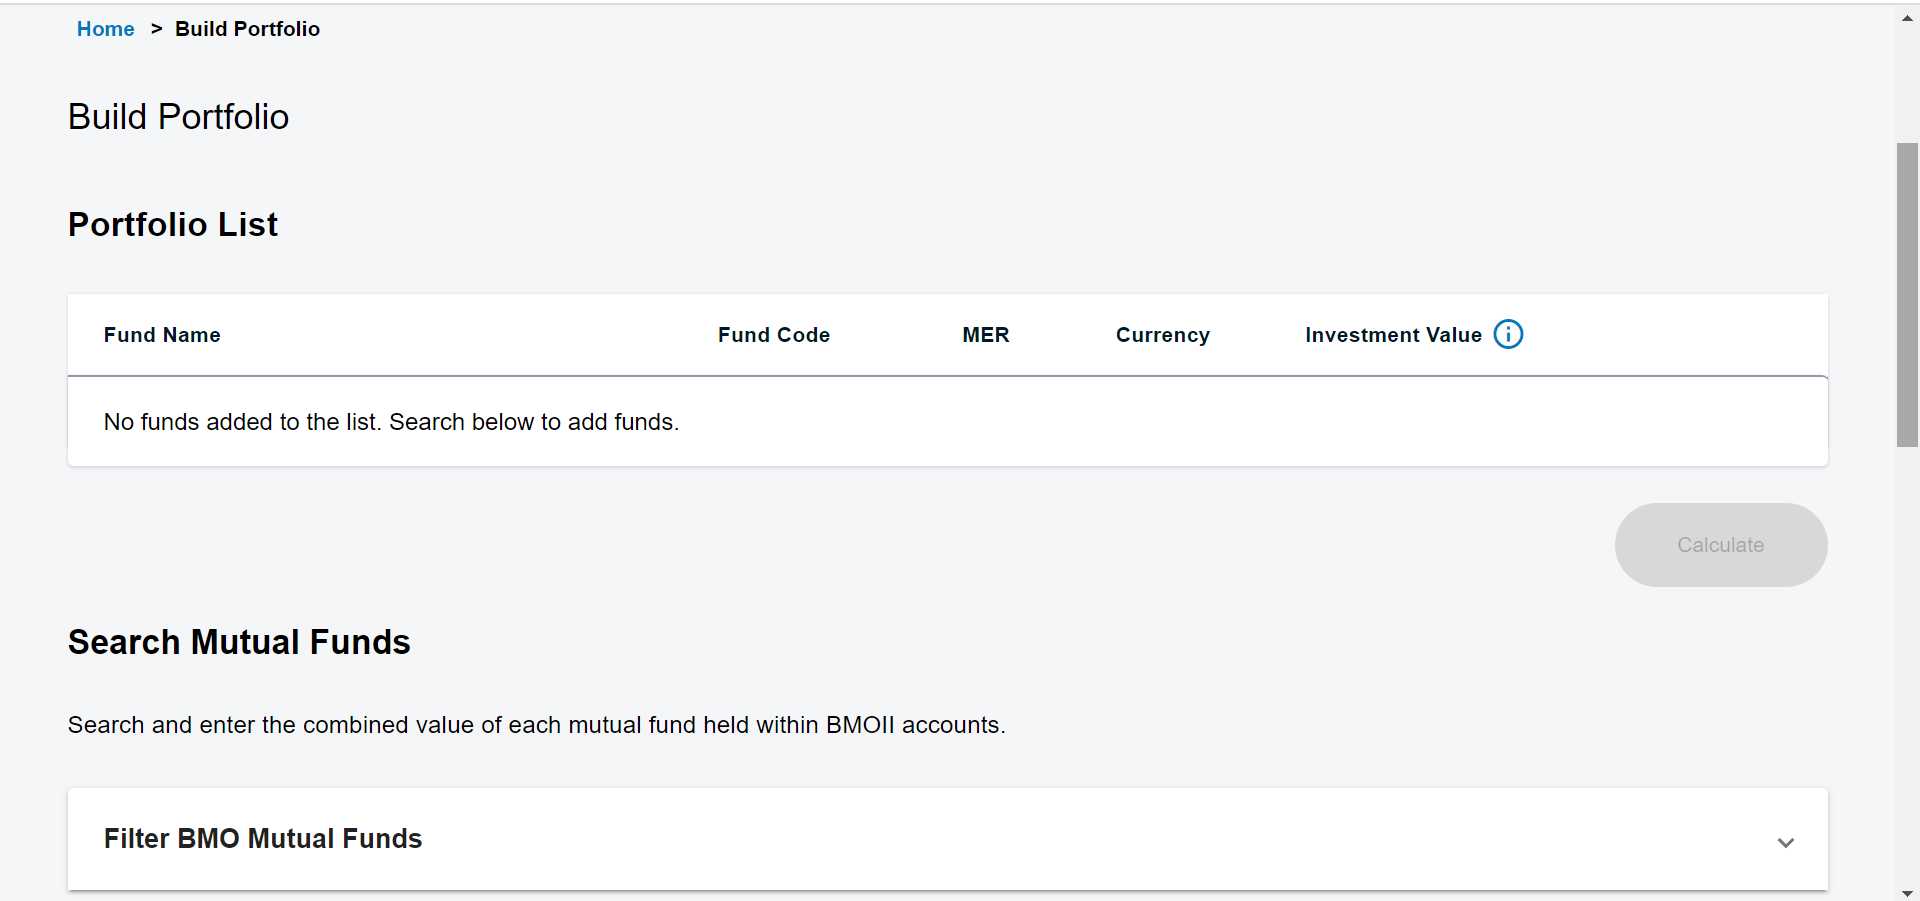 Home > Build Portfolio
Build Portfolio
Portfolio List
Fund Name Fund Code MER Currency Investment Value
No funds added to the list. Search below to add funds.
Calculate
Search Mutual Funds
Search and enter the combined value of each mutual fund held within BMOII accounts.
Filter BMO Mutual Funds